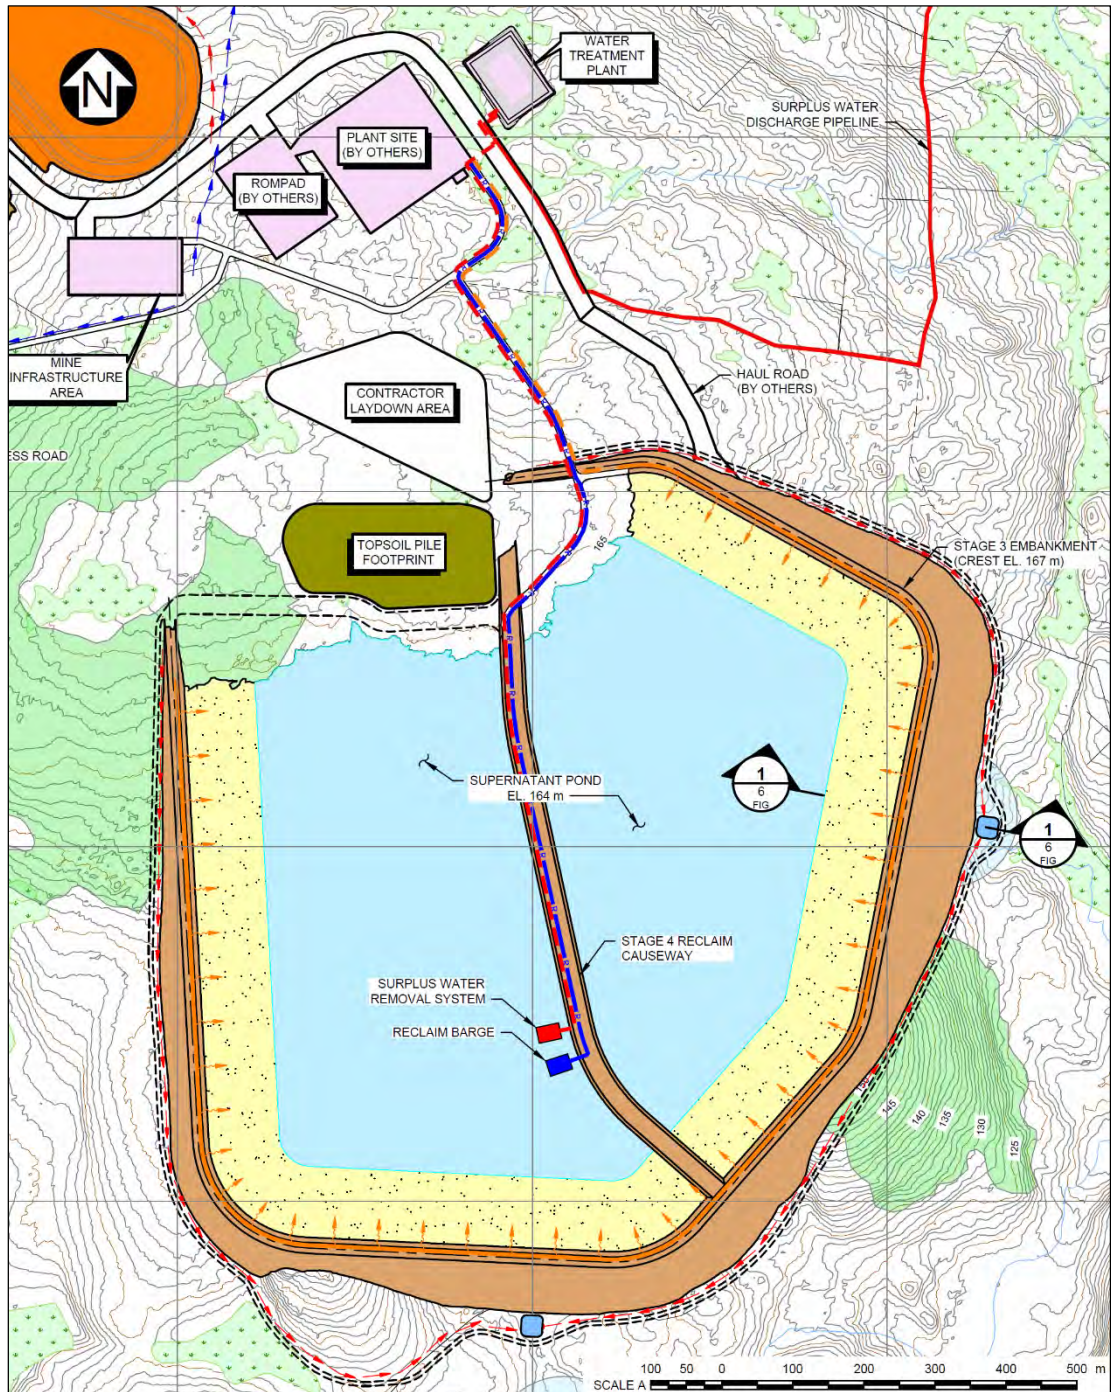 N
WATER
TREATMENT
PLANT
SURPLUS WATER
DISCHARGE PIPELINE
PLANT SITE
(BY OTHERS)
ROMPAD
(BY OTHERS)
MINE
INFRASTRUCTURE
AREA
HAUL ROAD
(BY OTHERS)
CONTRACTOR
LAYDOWN AREA
ESS ROAD
TOPSOIL PILE
FOOTPRINT
165
STAGE 3 EMBANKMENT
(CREST EL. 167 m)
SUPERNATANT POND
EL. 164 m
1
6
FIG
1
6
FIG
STAGE 4 RECLAIM
CAUSEWAY
SURPLUS WATER
REMOVAL SYSTEM
RECLAIM BARGE
150
145
140
135
130
125
100 50 0 100 200 300 400 500 m
SCALE A